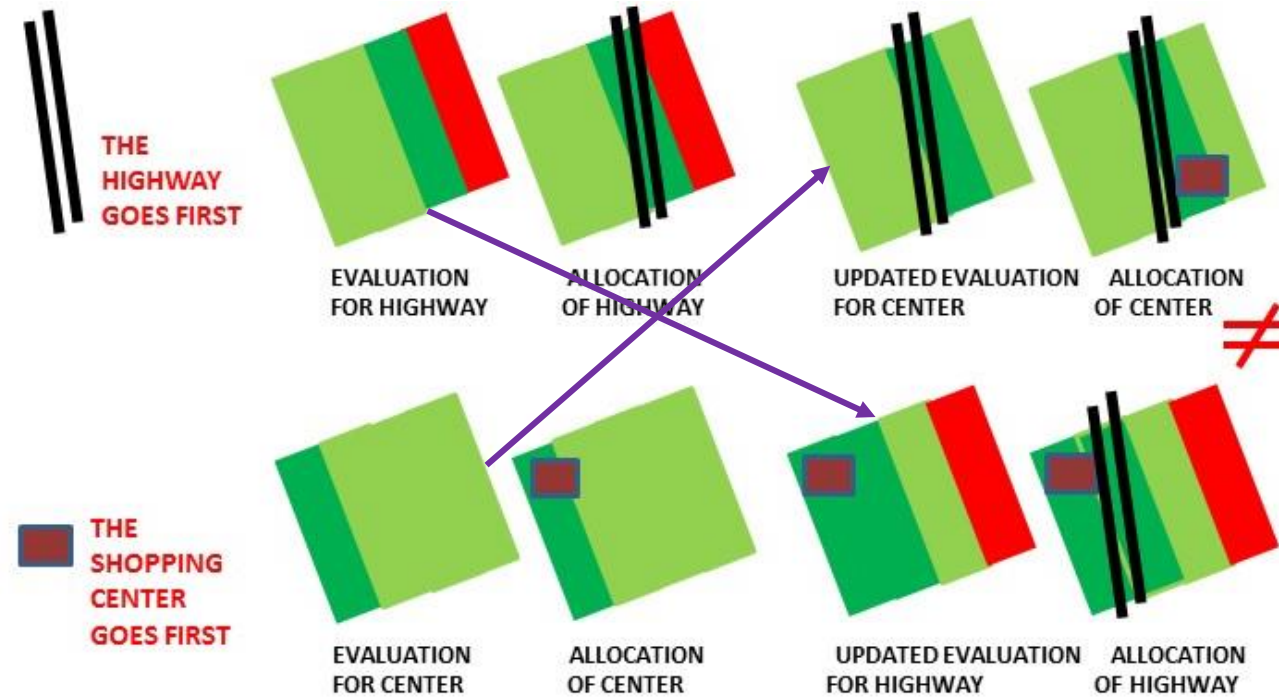 THE
HIGHWAY
GOES FIRST
EVALUATION
FOR HIGHWAY
ALLOCATION
OF HIGHWAY
UPDATED EVALUATION
FOR CENTER
ALLOCATION
OF CENTER
≠
THE
SHOPPING
CENTER
GOES FIRST
EVALUATION
FOR CENTER
ALLOCATION
OF CENTER
UPDATED EVALUATION
FOR HIGHWAY
ALLOCATION
OF HIGHWAY